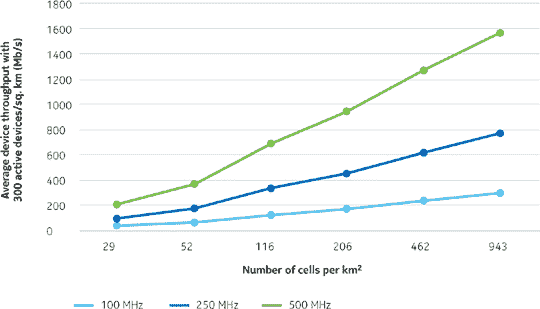 1800
1600
1400
1200
1000
800
600
400
200
0
Average device throughput with
300 active devices/sq. km (Mb/s)
29 52 116 206 462 943
Number of cells per km²
100 MHz 250 MHz 500 MHz